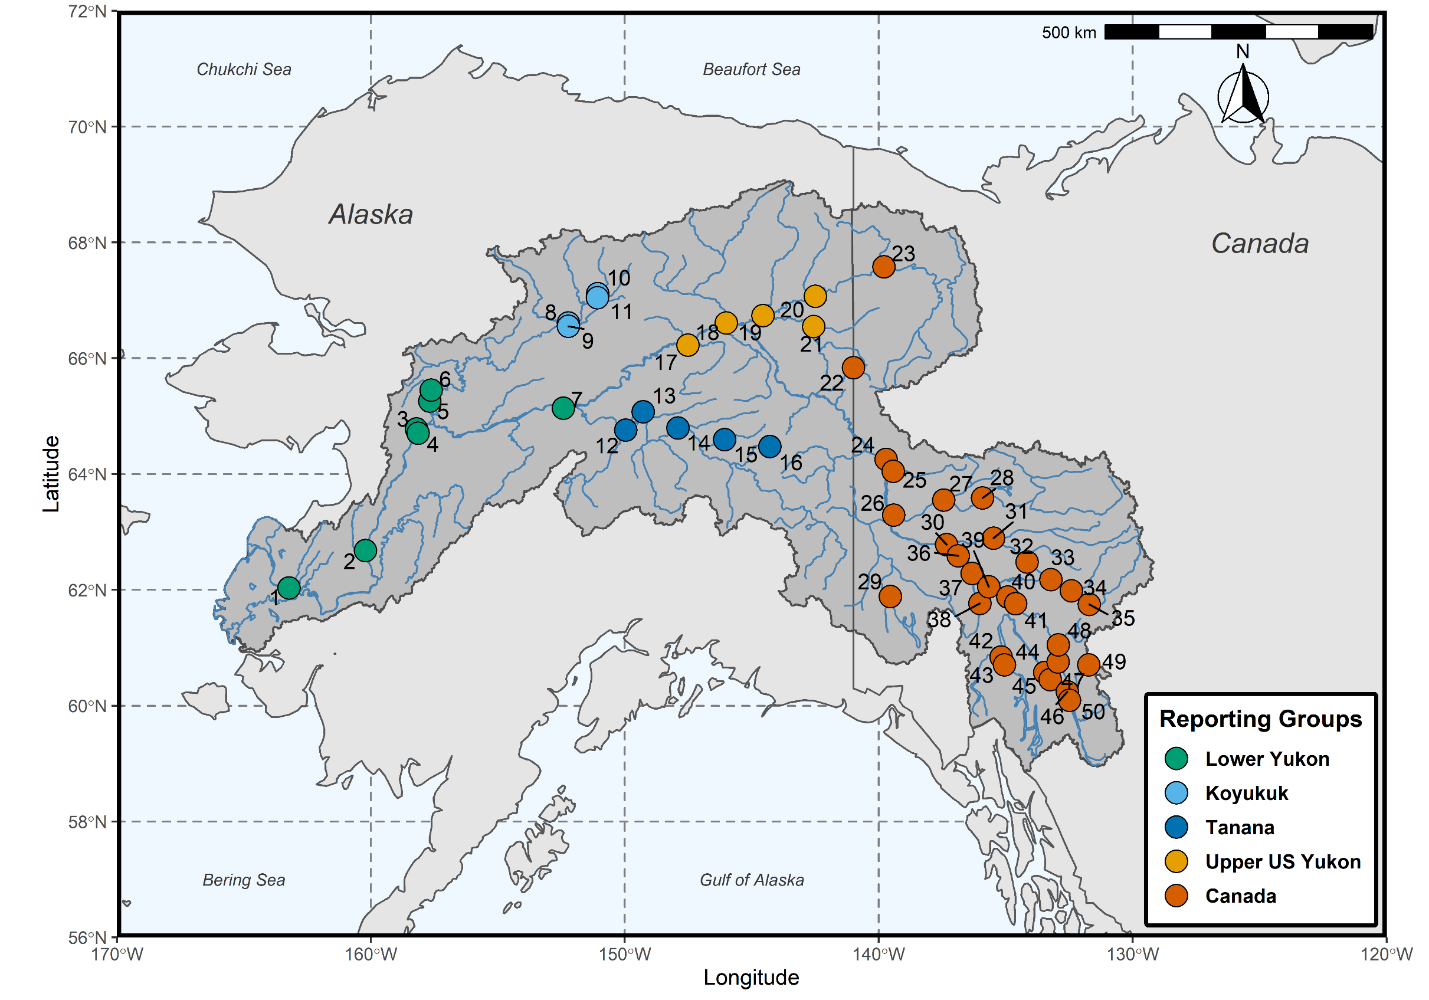 72°N
70°N
68°N
66°N
64°N
62°N
60°N
58°N
56°N
Latitude
Chukchi Sea
Beaufort Sea
500 km
N
Alaska
Canada
23
10
11
8
9
20
18
19
21
17
22
6
5
7
13
3
4
12
14
15
16
24
25
27
28
26
31
30
39
36
32
33
2
29
37
40
34
1
38
41
35
48
42
44
49
43
45
47
46
50
Bering Sea
Gulf of Alaska
Reporting Groups
Lower Yukon
Koyukuk
Tanana
Upper US Yukon
Canada
170°W
160°W
150°W
140°W
130°W
120°W
Longitude